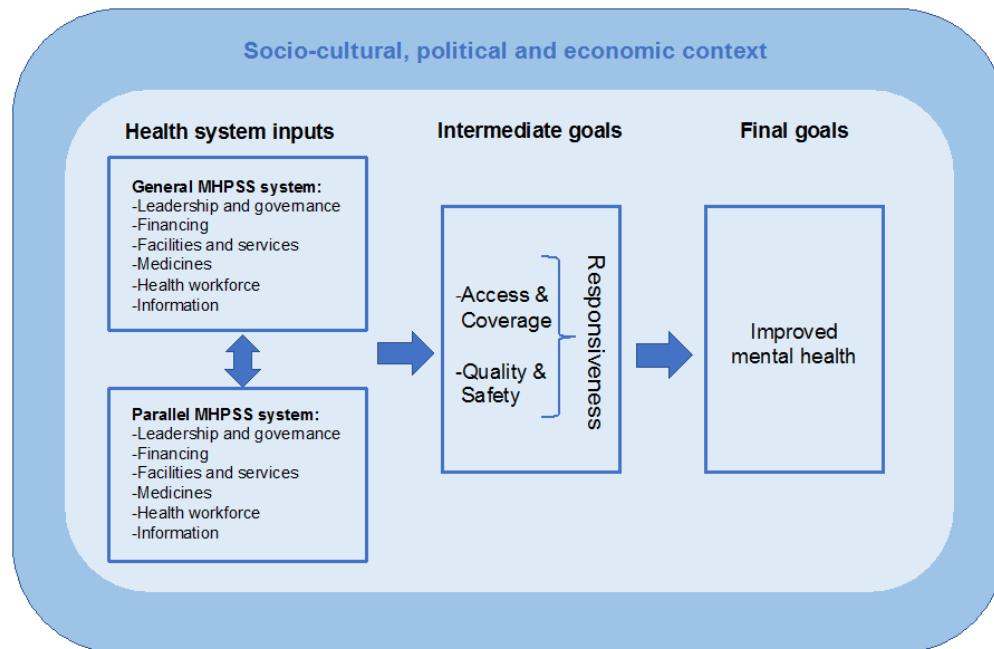 Socio-cultural, political and economic context
Health system inputs
General MHPSS system:
-Leadership and governance
-Financing
-Facilities and services
-Medicines
-Health workforce
-Information
Parallel MHPSS system:
-Leadership and governance
-Financing
-Facilities and services
-Medicines
-Health workforce
-Information
Intermediate goals
-Access &
Coverage
-Quality &
Safety
Responsiveness
Final goals
Improved
mental health